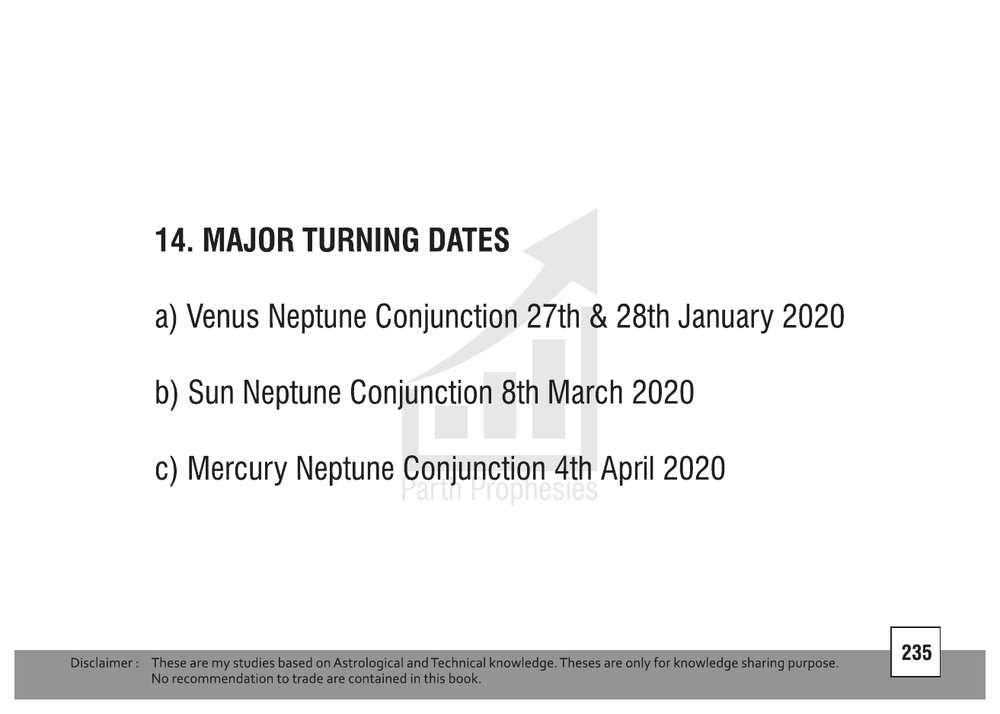 14. MAJOR TURNING DATES
a) Venus Neptune Conjunction 27th & 28th January 2020
b) Sun Neptune Conjunction 8th March 2020
c) Mercury Neptune Conjunction 4th April 2020
Parth Prophesies
235
Disclaimer : These are my studies based on Astrological and Technical knowledge. Theses are only for knowledge sharing purpose.
No recommendation to trade are contained in this book.